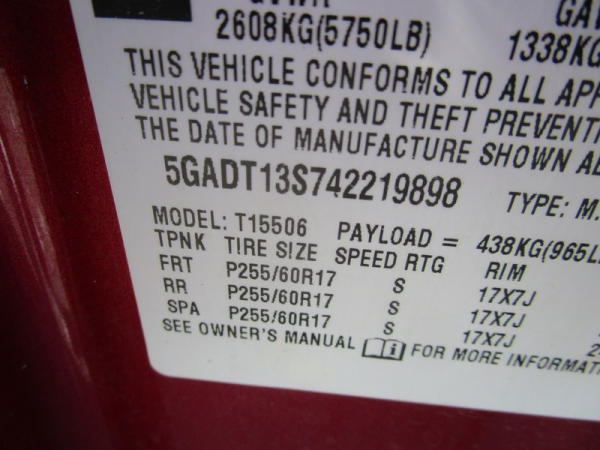 2608KG(5750LB)
1338KG
THIS VEHICLE CONFORMS TO ALL
VEHICLE SAFETY AND THEFT
THE DATE OF MANUFACTURE SHOWN
5GADT13S742219898
TYPE: M.
MODEL: T15506 PAYLOAD = 438KG(965L
TPNK TIRE SIZE SPEED RTG RIM
FRT P255/60R17 S 17X7J
RR P255/60R17 S 17X7J
SPA P255/60R17 S 17X7J
SEE OWNER'S MANUAL i FOR MORE